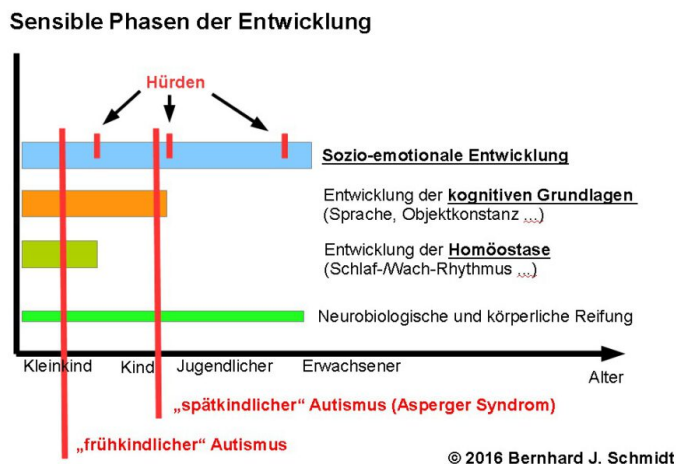 Sensible Phasen der Entwicklung
Hürden
Sozio-emotionale Entwicklung
Entwicklung der kognitiven Grundlagen
(Sprache, Objektkonstanz ...)
Entwicklung der Homöostase
(Schlaf-/Wach-Rhythmus ...)
Neurobiologische und körperliche Reifung
Kleinkind Kind Jugendlicher Erwachsener
Alter
„spätkindlicher“ Autismus (Asperger Syndrom)
„frühkindlicher“ Autismus
© 2016 Bernhard J. Schmidt